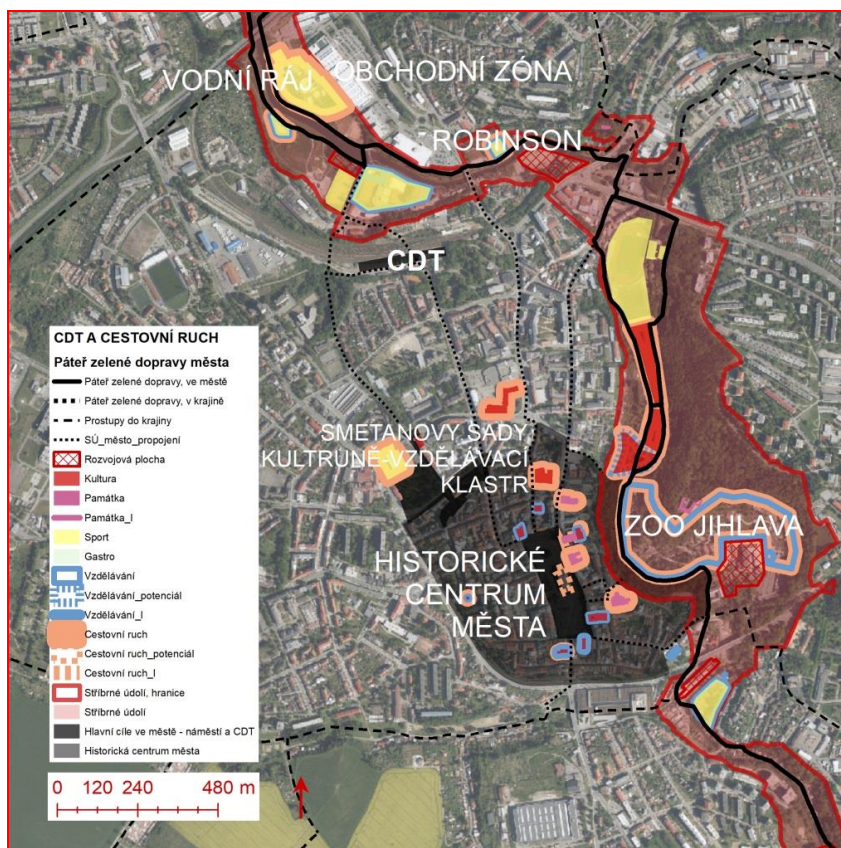 VODNÍ RÁJ
OBCHODNÍ ZÓNA
ROBINSON
CDT
SMETANOVY SADY
KULTRUNĚ-VZDĚLÁVACÍ
KLASTR
ZOO JIHLAVA
HISTORICKÉ
CENTRUM
MĚSTA
CDT A CESTOVNÍ RUCH
Páteř zelené dopravy města
Páteř zelené dopravy, ve městě
Páteř zelené dopravy, v krajině
Prostupy do krajiny
SÚ_město_propojení
Rozvojová plocha
Kultura
Památka
Památka_l
Sport
Gastro
Vzdělávání
Vzdělávání_potenciál
Vzdělávání_l
Cestovní ruch
Cestovní ruch_potenciál
Cestovní ruch_l
Stříbrné údolí, hranice
Stříbrné údolí
Hlavní cíle ve městě - náměstí a CDT
Historická centrum města
0 120 240 480 m